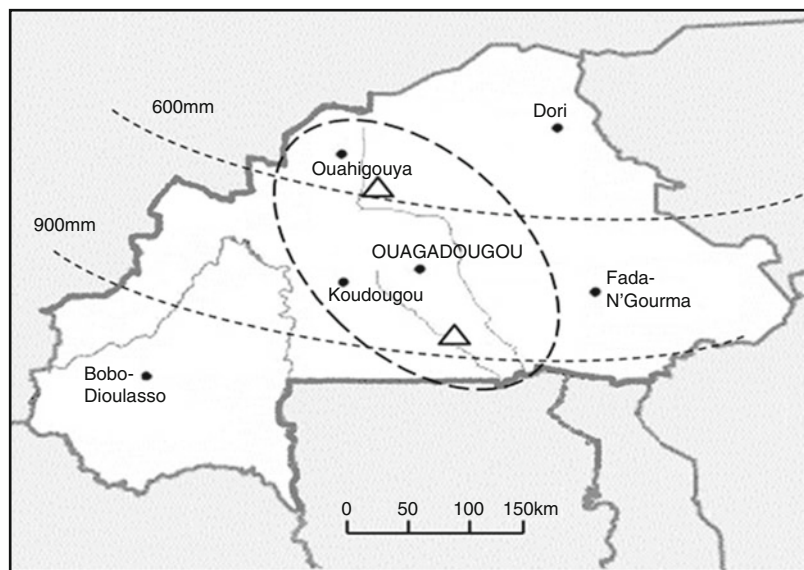 600mm
Dori
Ouahigouya
900mm
OUAGADOUGOU
Koudougou
Fada-
N'Gourma
Bobo-
Dioulasso
0 50 100 150km